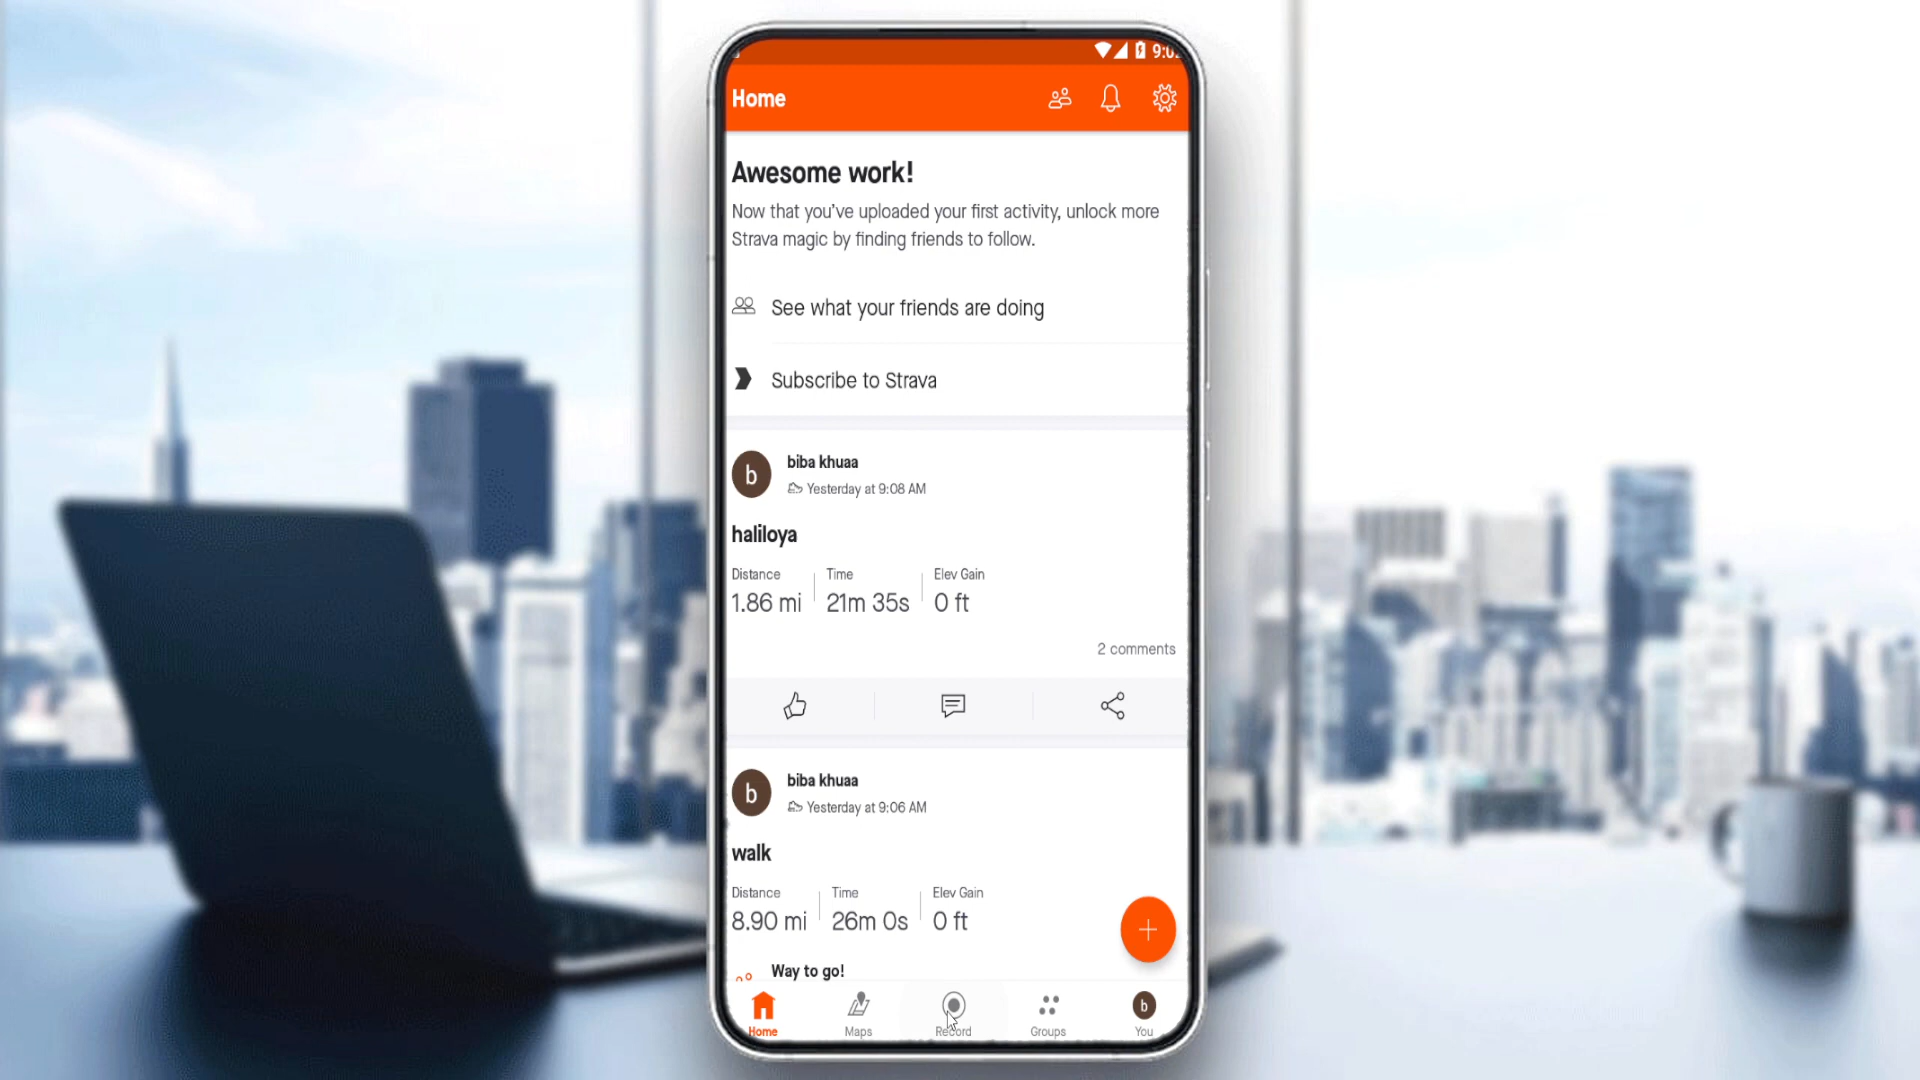 9:0
Home
Awesome work!
Now that you've uploaded your first activity, unlock more
Strava magic by finding friends to follow.
See what your friends are doing
Subscribe to Strava
b
biba khuaa
Yesterday at 9:08 AM
haliloya
Distance
Time
Elev Gain
1.86 mi
21m 35s
0 ft
2 comments
b
biba khuaa
Yesterday at 9:06 AM
walk
Distance
Time
Elev Gain
8.90 mi
26m 0s
0 ft
Way to go!
Home
Maps
Record
Groups
b
You